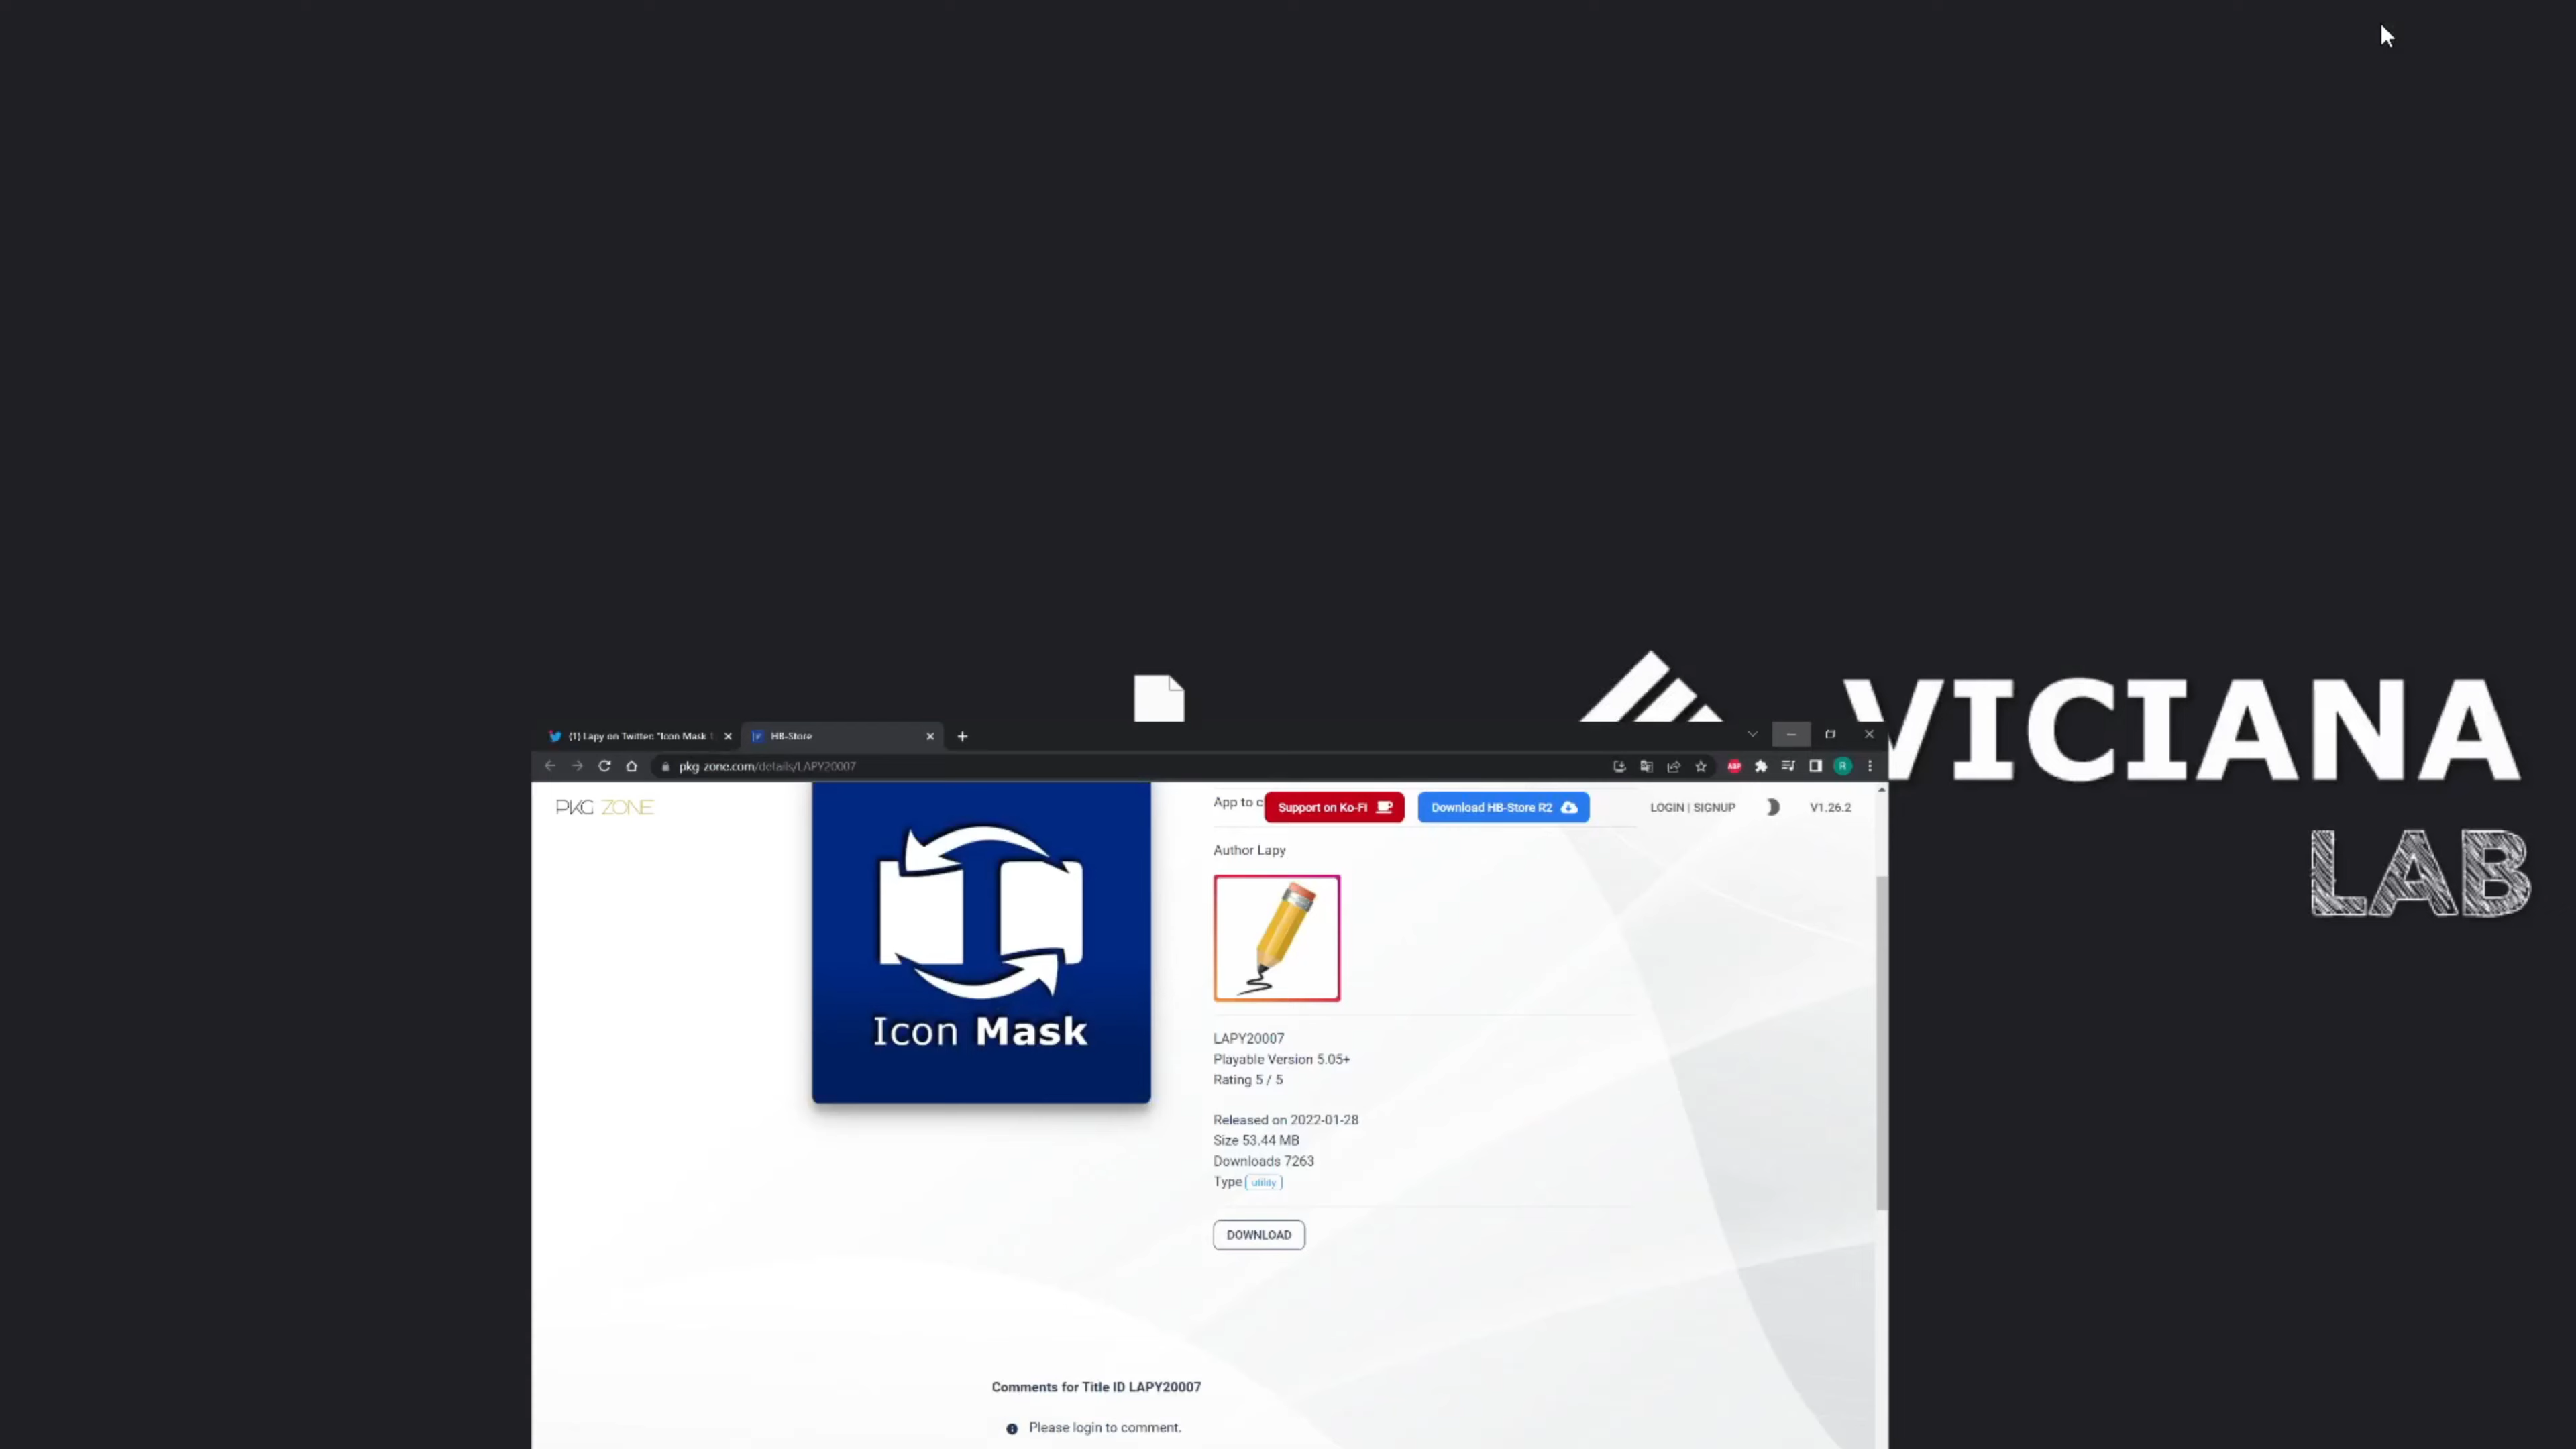 VICIANA
LAB
(1) Lapy on Twitter: "Icon Mask
HB-Store
pkg-zone.com/details/LAPY20007
ABP
R
PKG ZONE
App to c
Support on Ko-Fi
Download HB-Store R2
LOGIN | SIGNUP
V1.26.2
Author Lapy
Icon Mask
LAPY20007
Playable Version 5.05+
Rating 5 / 5
Released on 2022-01-28
Size 53.44 MB
Downloads 7263
Type utility
DOWNLOAD
Comments for Title ID LAPY20007
Please login to comment.